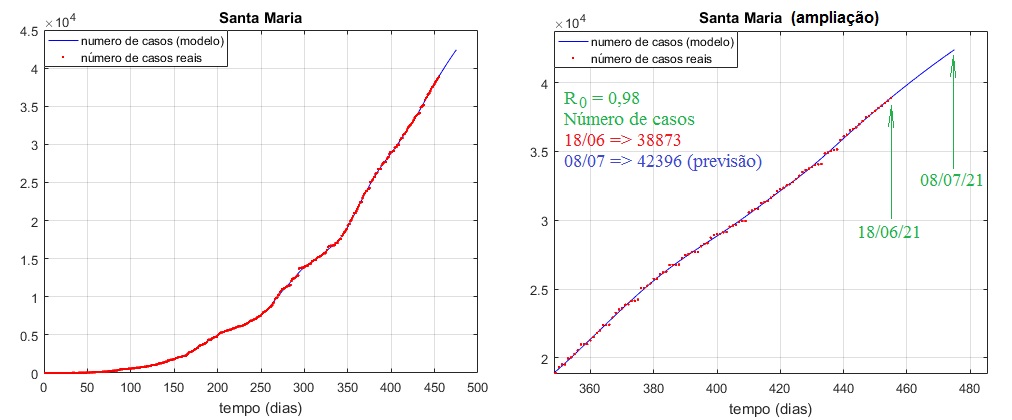 Santa Maria
×10^4
numero de casos (modelo)
número de casos reais
4.5
4
3.5
3
2.5
2
1.5
1
0.5
0
0 50 100 150 200 250 300 350 400 450 500
tempo (dias)
Santa Maria (ampliação)
×10^4
numero de casos (modelo)
número de casos reais
R0 = 0,98
Número de casos
18/06 => 38873
08/07 => 42396 (previsão)
08/07/21
18/06/21
4
3.5
3
2.5
2
360 380 400 420 440 460 480
tempo (dias)